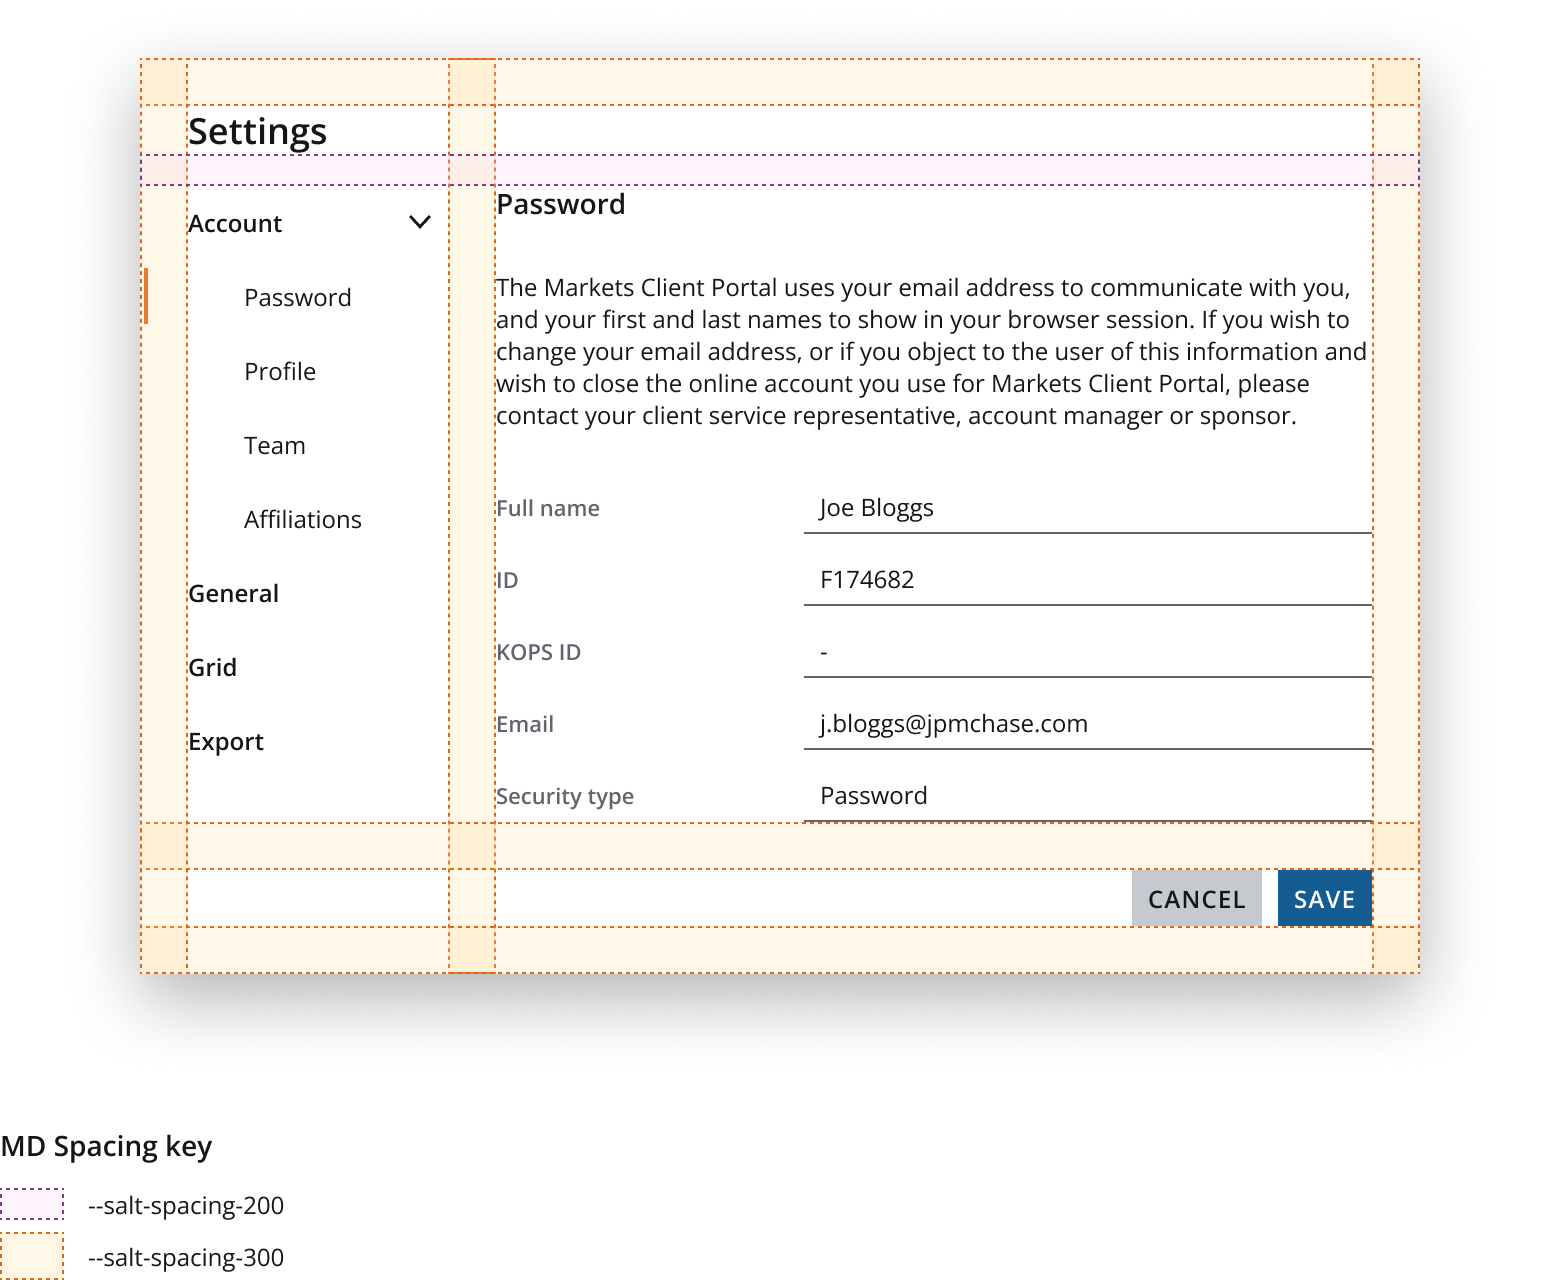 Settings
Account
Password
Profile
Team
Affiliations
General
Grid
Export
Password
The Markets Client Portal uses your email address to communicate with you,
and your first and last names to show in your browser session. If you wish to
change your email address, or if you object to the user of this information and
wish to close the online account you use for Markets Client Portal, please
contact your client service representative, account manager or sponsor.
Full name Joe Bloggs
ID F174682
KOPS ID -
Email j.bloggs@jpmchase.com
Security type Password
CANCEL SAVE
MD Spacing key
--salt-spacing-200
--salt-spacing-300